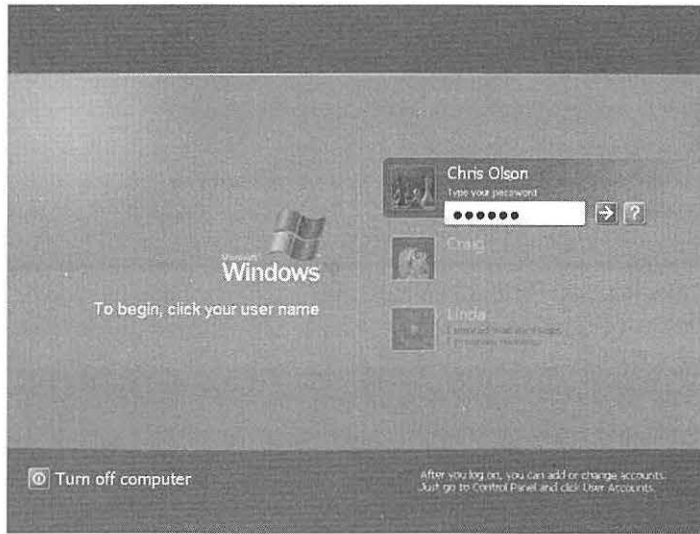 Microsoft
Windows
To begin, click your user name
Chris Olson
Type your password
?
Craig
Linda
Turn off computer
After you log on, you can add or change accounts.
Just go to Control Panel and click User Accounts.